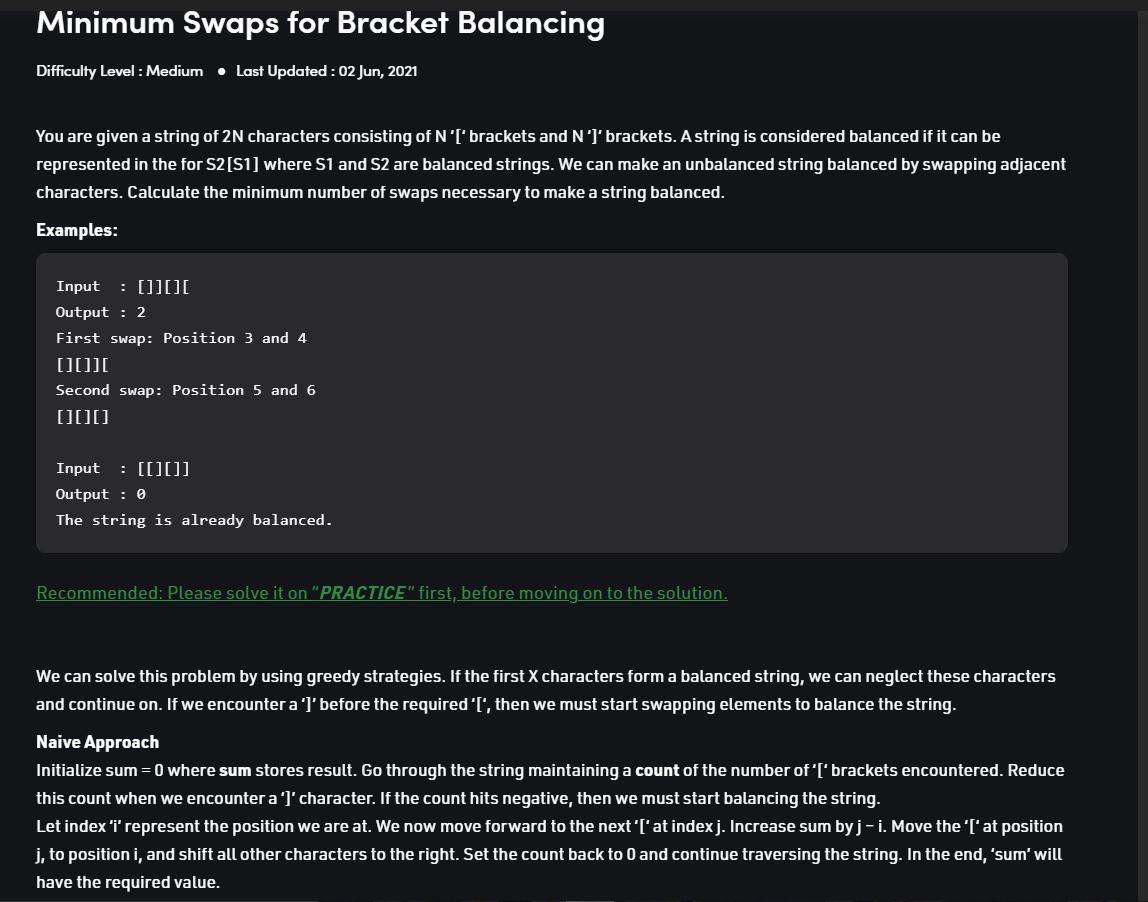 Minimum Swaps for Bracket Balancing
Difficulty Level : Medium ● Last Updated : 02 Jun, 2021
You are given a string of 2N characters consisting of N ‘[‘ brackets and N ‘]’ brackets. A string is considered balanced if it can be
represented in the for S2[S1] where S1 and S2 are balanced strings. We can make an unbalanced string balanced by swapping adjacent
characters. Calculate the minimum number of swaps necessary to make a string balanced.
Examples:
Input  : []][][
Output : 2
First swap: Position 3 and 4
[][]][
Second swap: Position 5 and 6
[][][]
Input  : [[][]]
Output : 0
The string is already balanced.
Recommended: Please solve it on “PRACTICE” first, before moving on to the solution.
We can solve this problem by using greedy strategies. If the first X characters form a balanced string, we can neglect these characters
and continue on. If we encounter a ‘]’ before the required ‘[‘, then we must start swapping elements to balance the string.
Naive Approach
Initialize sum = 0 where sum stores result. Go through the string maintaining a count of the number of ‘[‘ brackets encountered. Reduce
this count when we encounter a ‘]’ character. If the count hits negative, then we must start balancing the string.
Let index ‘i’ represent the position we are at. We now move forward to the next ‘[‘ at index j. Increase sum by j – i. Move the ‘[‘ at position
j, to position i, and shift all other characters to the right. Set the count back to 0 and continue traversing the string. In the end, ‘sum’ will
have the required value.